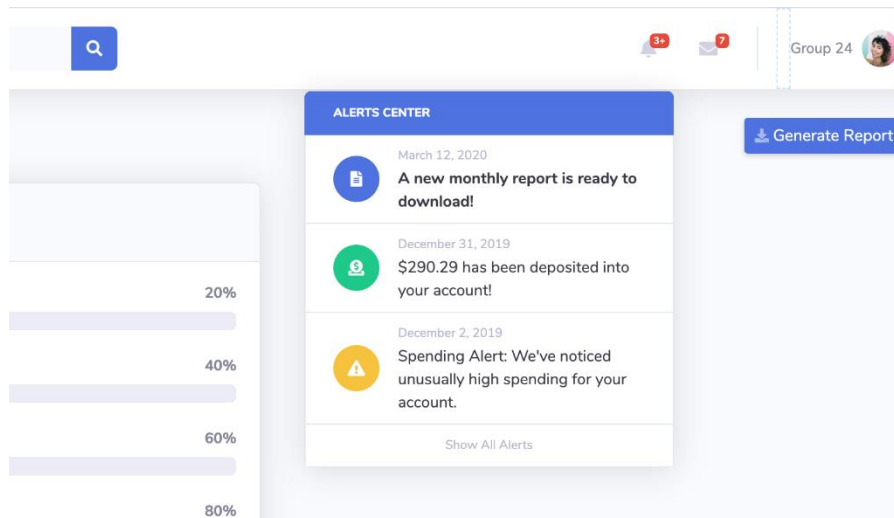 3+
7
Group 24
ALERTS CENTER
Generate Report
March 12, 2020
A new monthly report is ready to
download!
December 31, 2019
$290.29 has been deposited into
your account!
20%
December 2, 2019
Spending Alert: We've noticed
unusually high spending for your
account.
40%
60%
Show All Alerts
80%